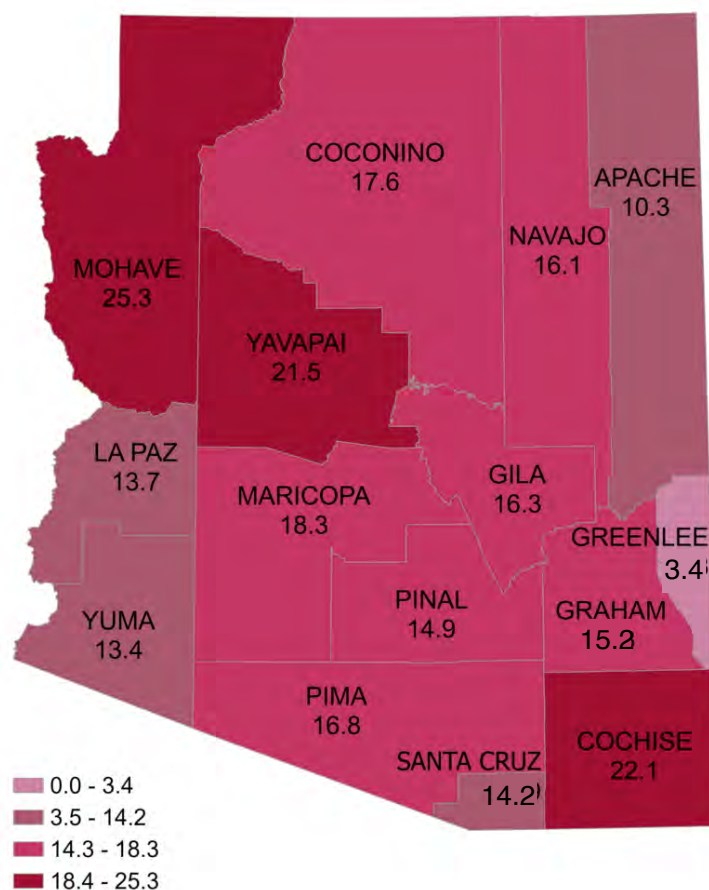 COCONINO
17.6
APACHE
10.3
NAVAJO
16.1
MOHAVE
25.3
YAVAPAI
21.5
LA PAZ
13.7
MARICOPA
18.3
GILA
16.3
GREENLEE
3.4
PINAL
14.9
GRAHAM
15.2
YUMA
13.4
PIMA
16.8
SANTA CRUZ
14.2
COCHISE
22.1
0.0 - 3.4
3.5 - 14.2
14.3 - 18.3
18.4 - 25.3